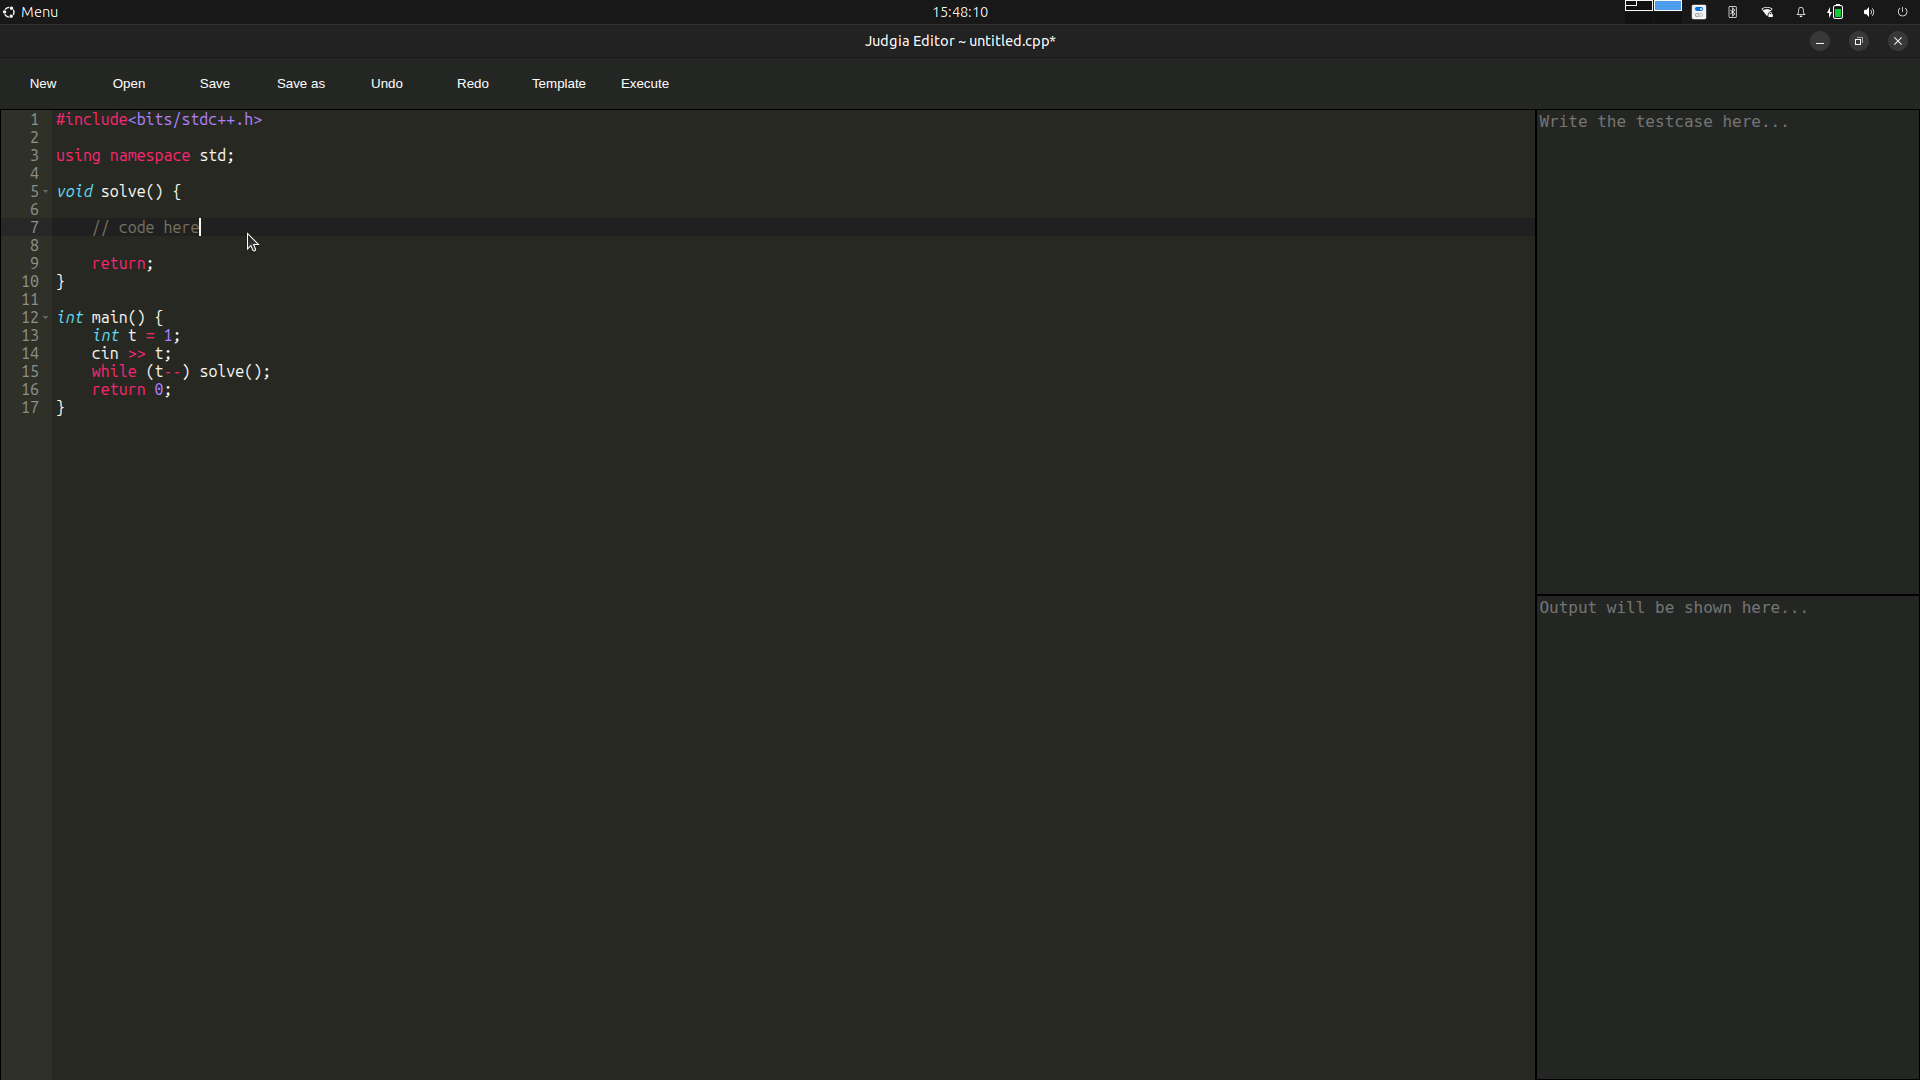 Menu
15:48:10
Judgia Editor ~ untitled.cpp*
New Open Save Save as Undo Redo Template Execute
1 #include<bits/stdc++.h>
2
3 using namespace std;
4
5 void solve() {
6
7     // code here
8
9     return;
10 }
11
12 int main() {
13     int t = 1;
14     cin >> t;
15     while (t--) solve();
16     return 0;
17 }
Write the testcase here...
Output will be shown here...